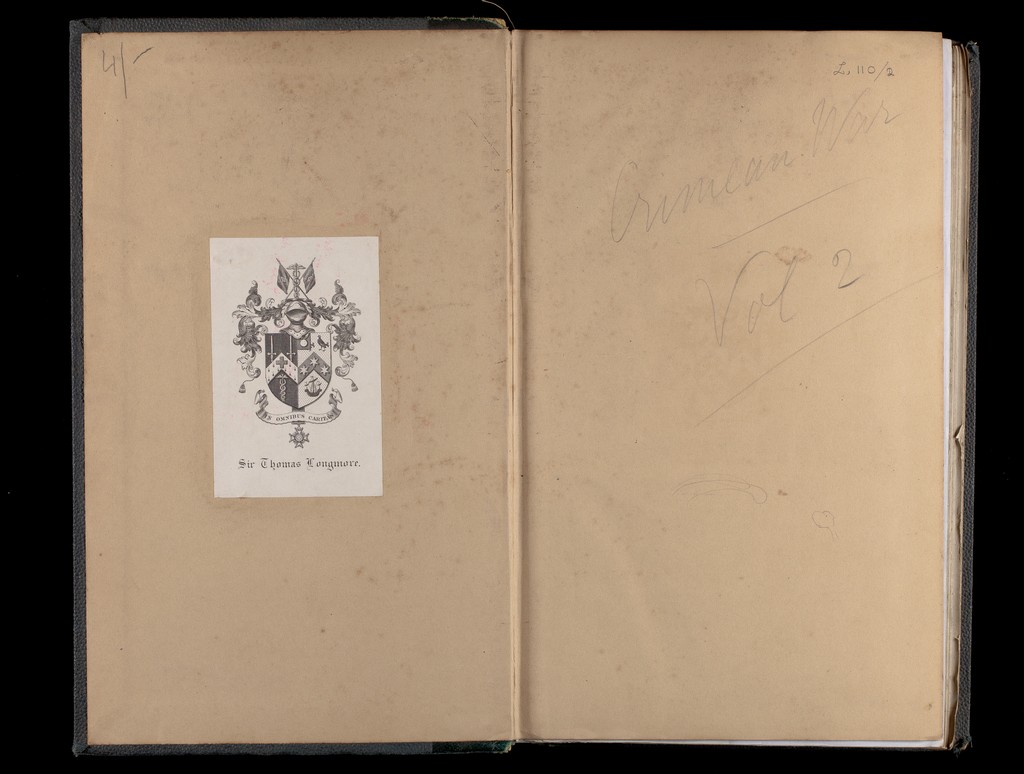 4/-
OMNIBUS CARITAS
Sir Thomas Longmore.
L. 110/2
Crimean War
Vol 2